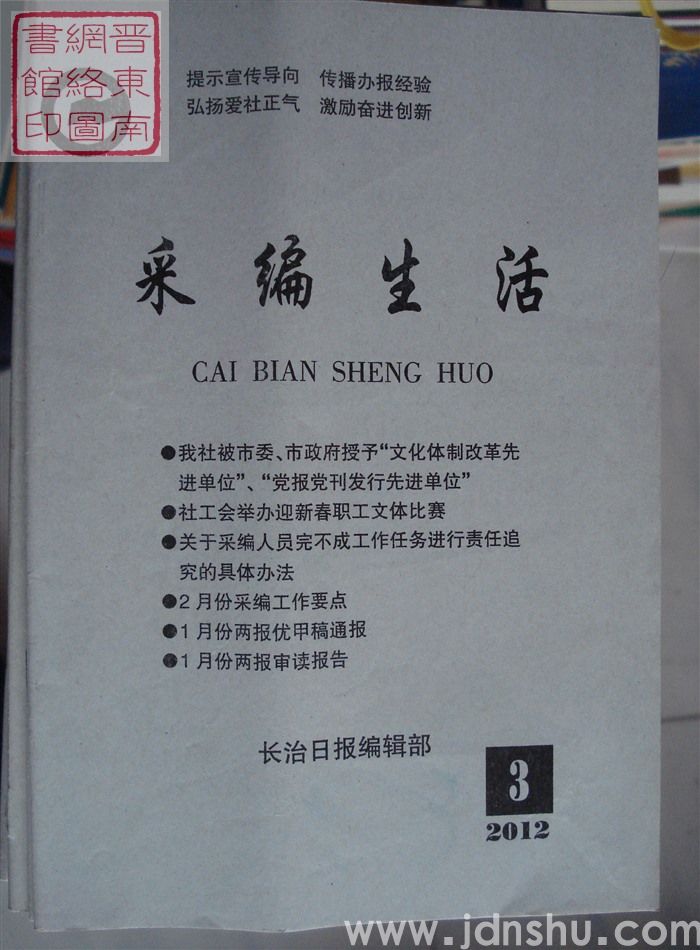 晋东南
網絡圖
書館印
提示宣传导向 传播办报经验
弘扬爱社正气 激励奋进创新
采编生活
CAI BIAN SHENG HUO
●我社被市委、市政府授予“文化体制改革先
进单位”、“党报党刊发行先进单位”
●社工会举办迎新春职工文体比赛
●关于采编人员完不成工作任务进行责任追
究的具体办法
●2月份采编工作要点
●1月份两报优甲稿通报
●1月份两报审读报告
长治日报编辑部
3
2012
www.jdnshu.com